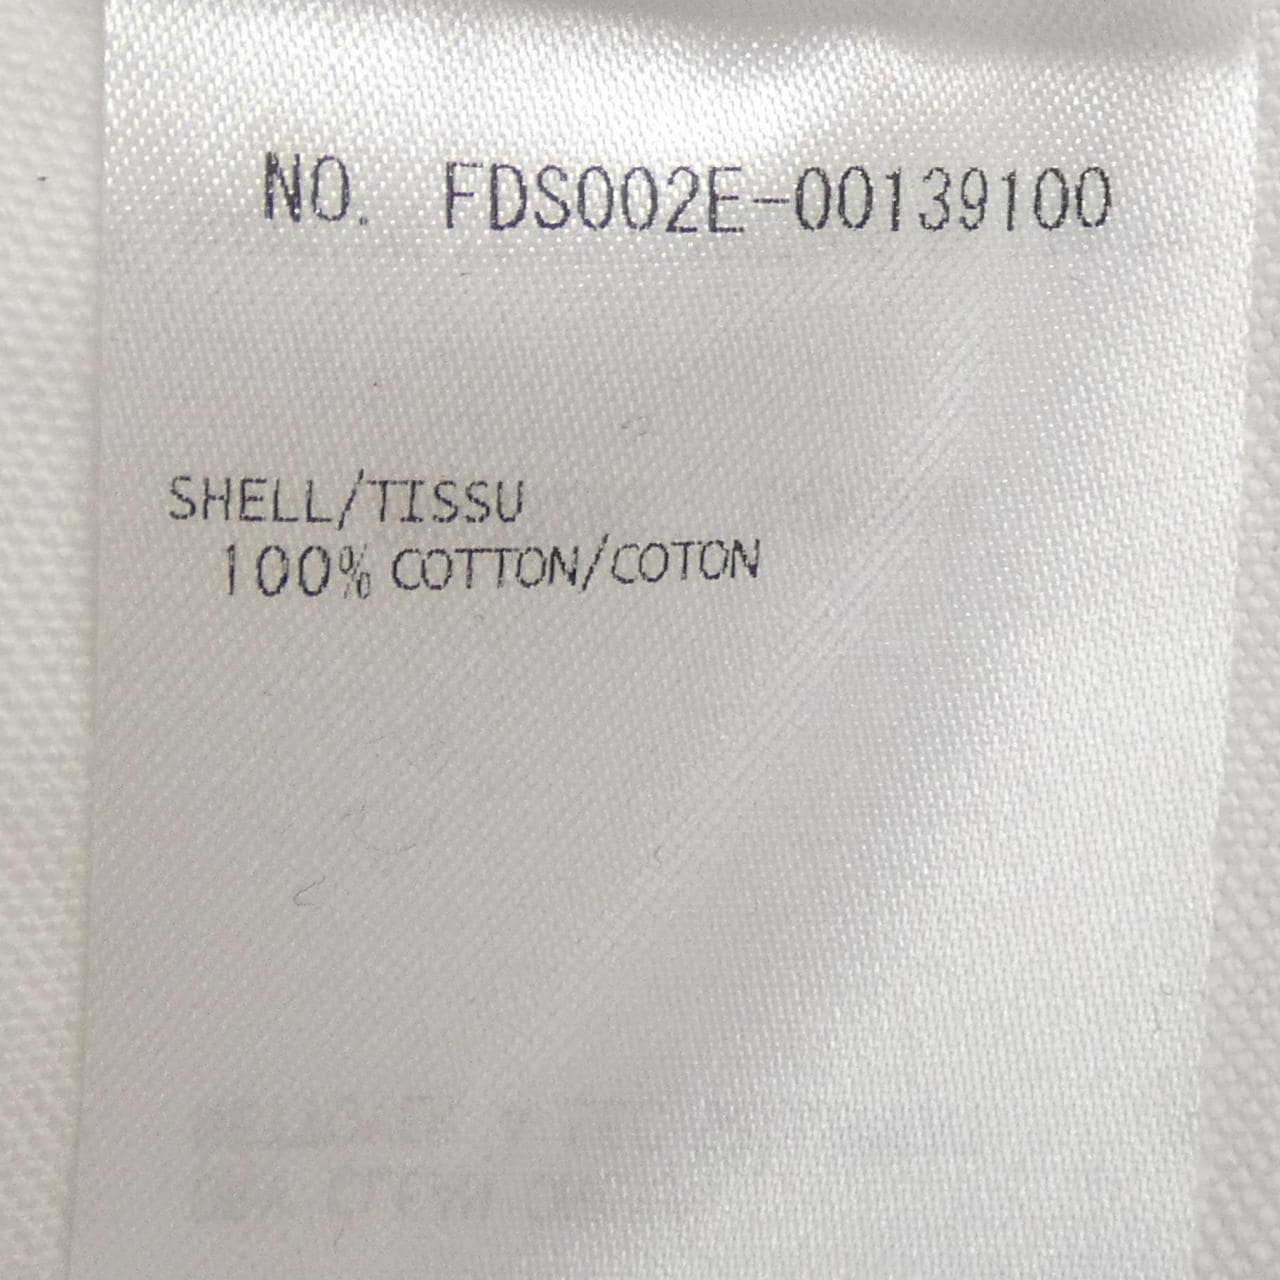 NO. FDS002E-00139100
SHELL/TISSU
100% COTTON/COTON